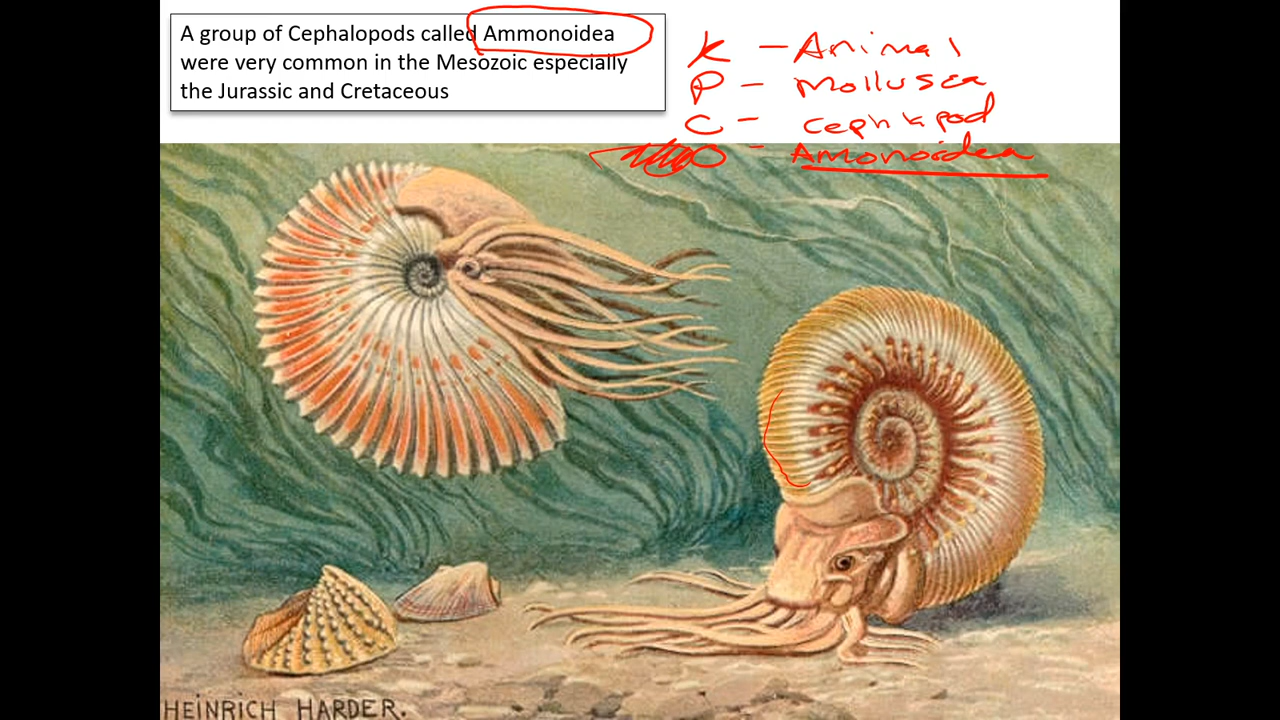 A group of Cephalopods called Ammonoidea
were very common in the Mesozoic especially
the Jurassic and Cretaceous
K - Animal
P - Mollusca
C - Cephlapod
O - Amonoidea
HEINRICH HARDER.